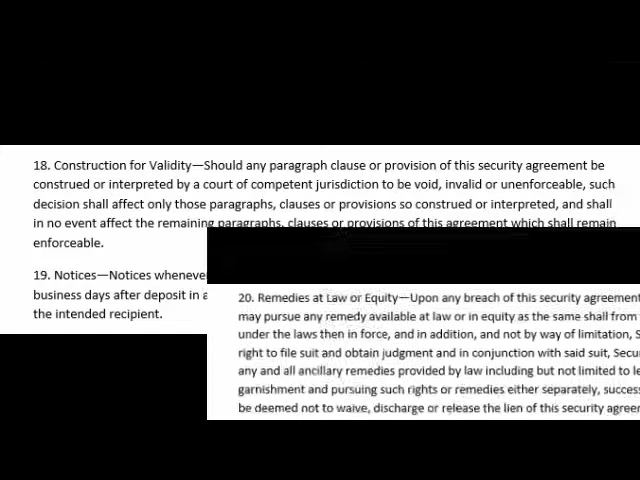 18. Construction for Validity—Should any paragraph clause or provision of this security agreement be
construed or interpreted by a court of competent jurisdiction to be void, invalid or unenforceable, such
decision shall affect only those paragraphs, clauses or provisions so construed or interpreted, and shall
in no event affect the remaining paragraphs, clauses or provisions of this agreement which shall remain
enforceable.
19. Notices—Notices whenever
business days after deposit in a
the intended recipient.
20. Remedies at Law or Equity—Upon any breach of this security agreement
may pursue any remedy available at law or in equity as the same shall from
under the laws then in force, and in addition, and not by way of limitation, S
right to file suit and obtain judgment and in conjunction with said suit, Secu
any and all ancillary remedies provided by law including but not limited to le
garnishment and pursuing such rights or remedies either separately, success
be deemed not to waive, discharge or release the lien of this security agree